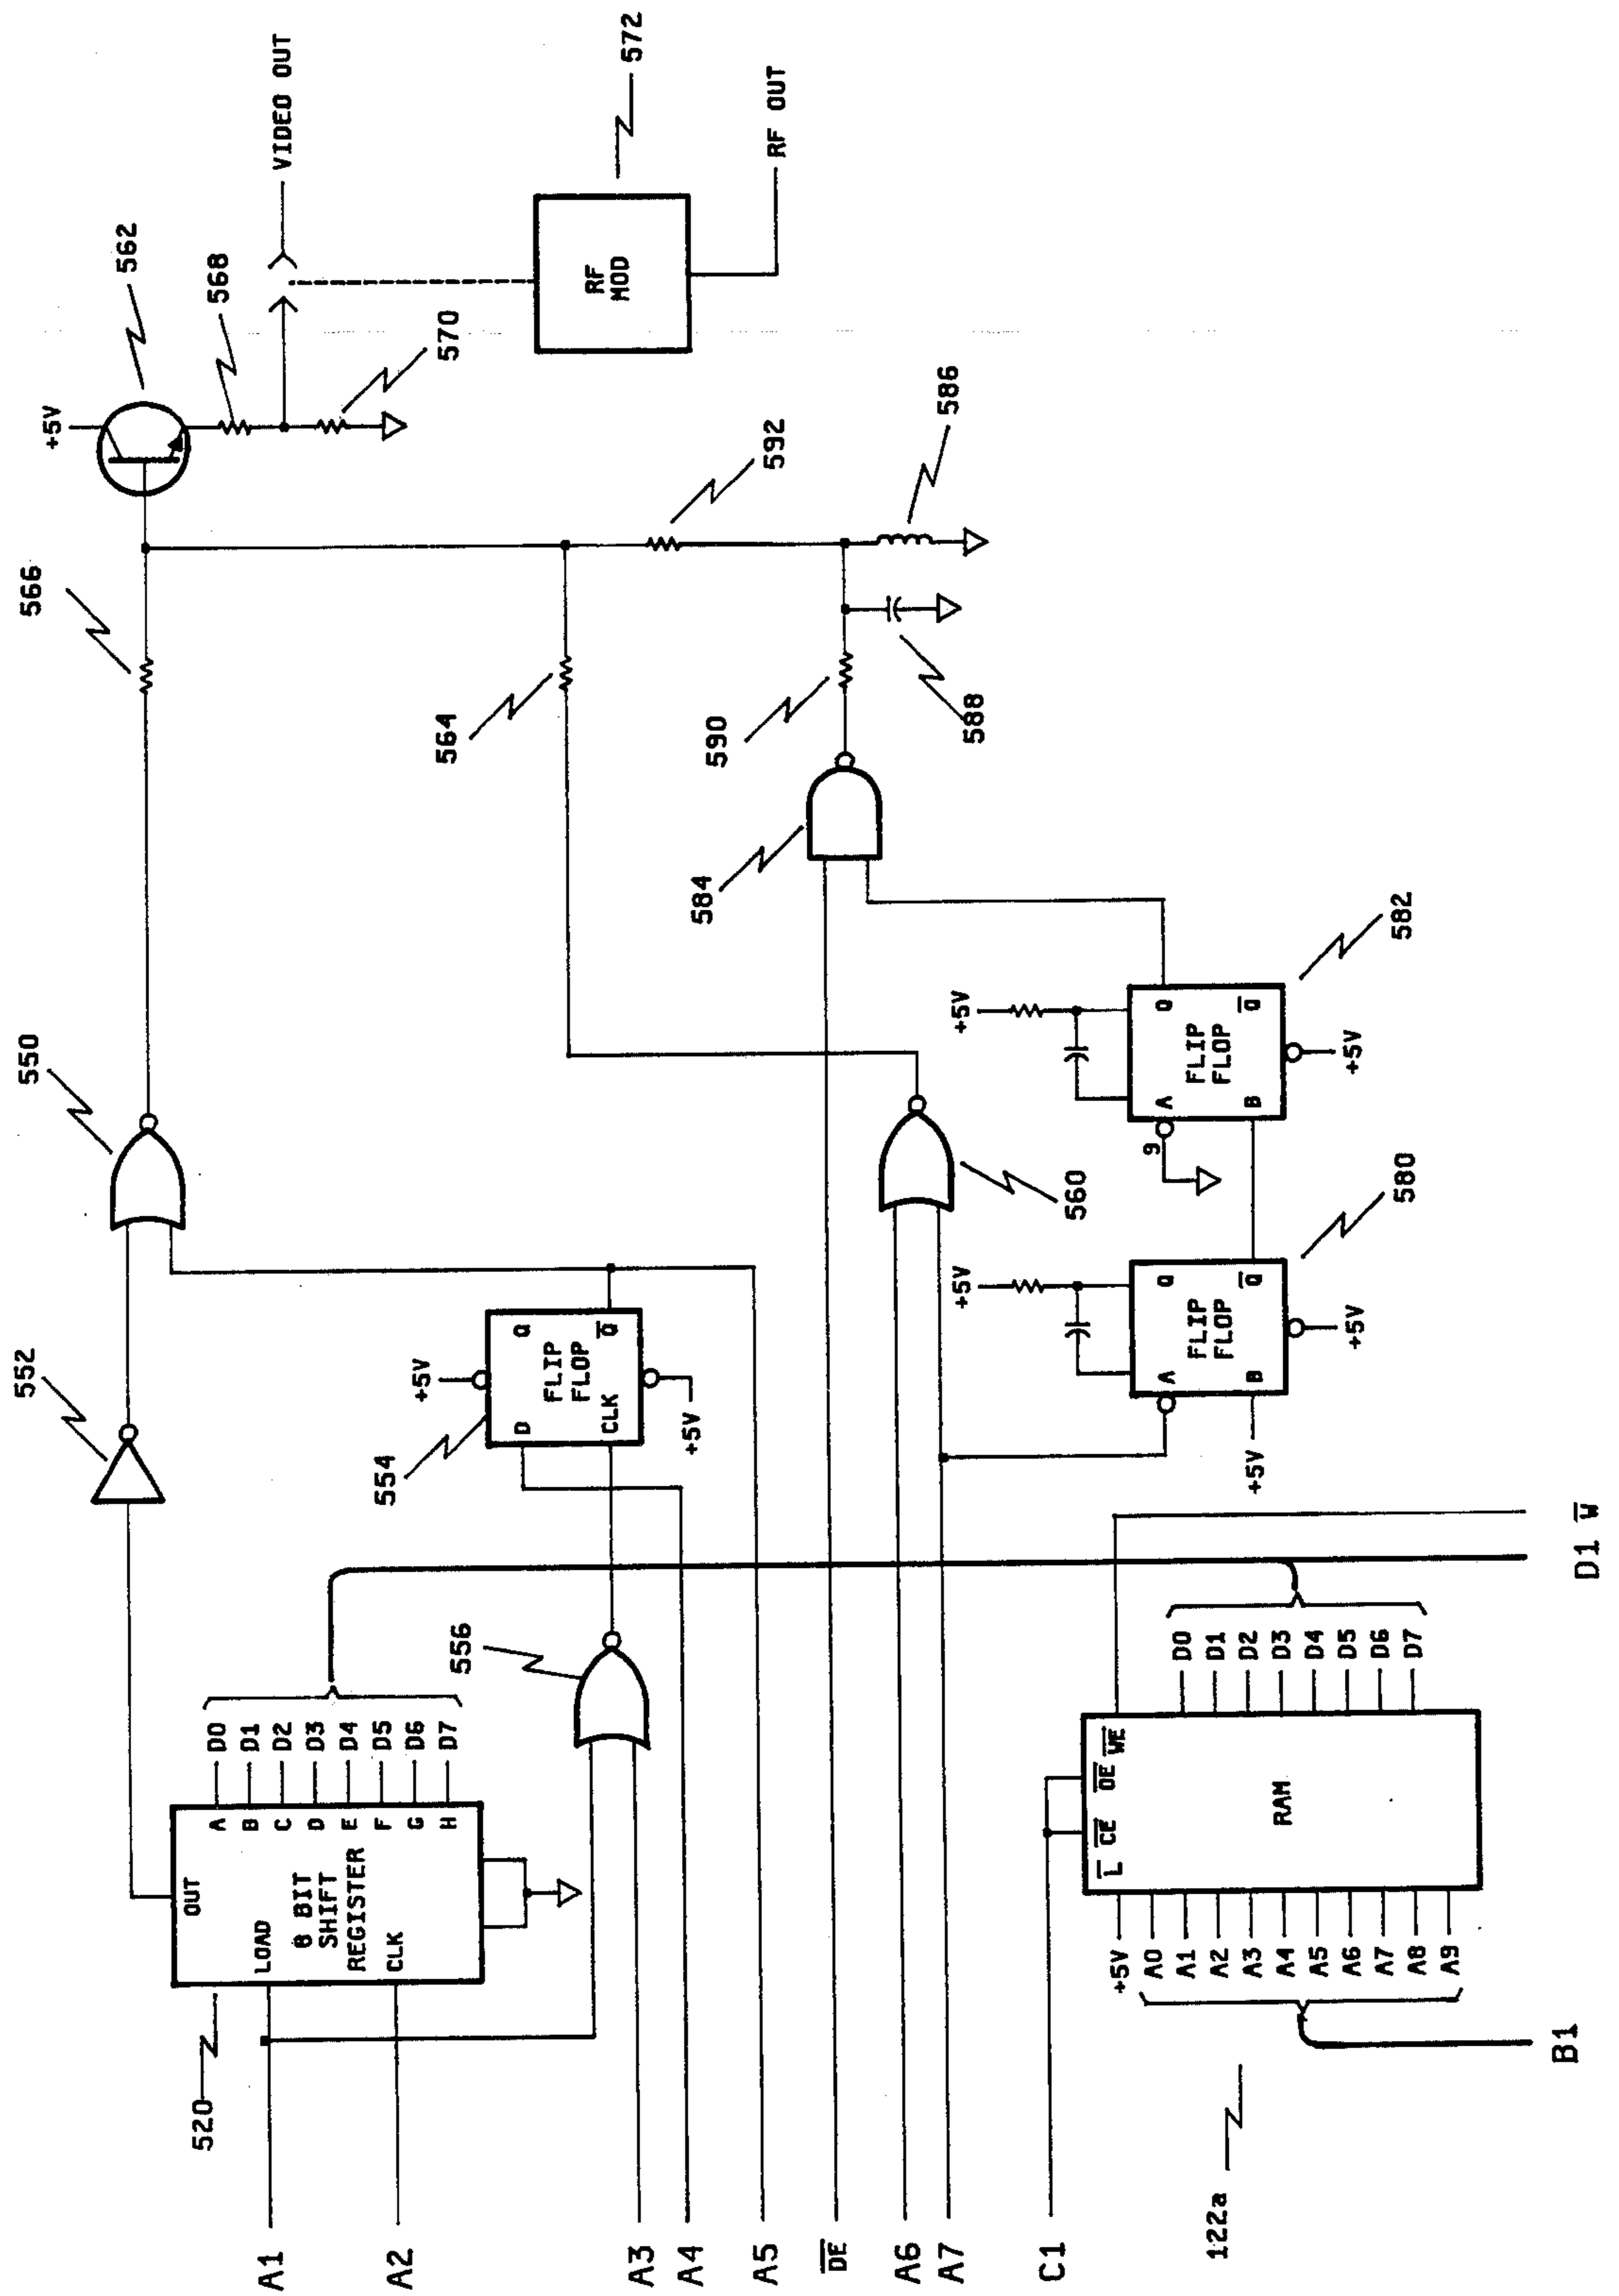 +5V
562
568
VIDEO OUT
570
RF
MOD
572
RF OUT
566
592
586
564
590
588
550
584
582
560
580
552
+5V
554
D
Q
FLIP
FLOP
CLK
Q̅
+5V
+5V
Q
FLIP
FLOP
A
B
Q̅
9
+5V
+5V
Q
FLIP
FLOP
A
B
Q̅
+5V
+5V
556
520
OUT
LOAD
8 BIT
SHIFT
REGISTER
CLK
A D0
B D1
C D2
D D3
E D4
F D5
G D6
H D7
L̅ C̅E̅ O̅E̅ W̅E̅
RAM
+5V
A0
A1
A2
A3
A4
A5
A6
A7
A8
A9
D0
D1
D2
D3
D4
D5
D6
D7
122a
A1
A2
A3
A4
A5
D̅E̅
A6
A7
C1
B1
D1
W̅